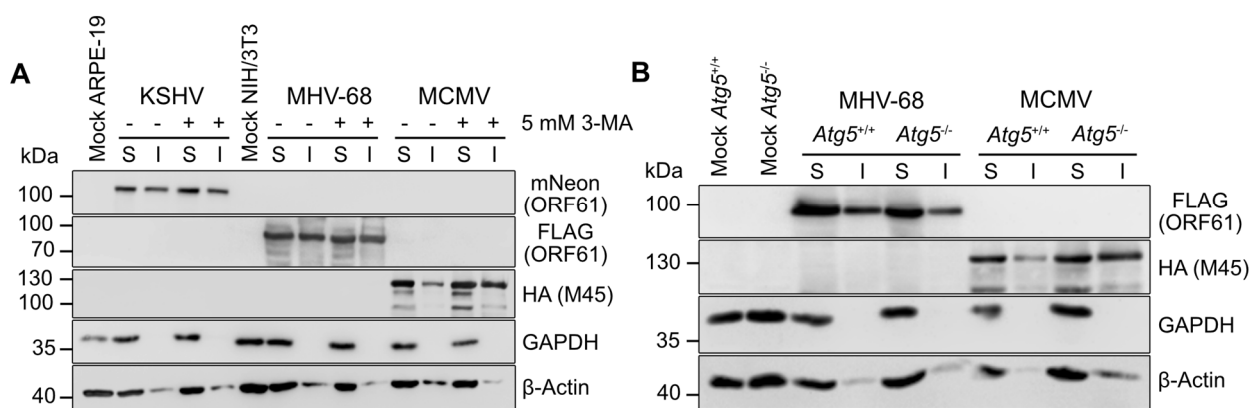 A
Mock ARPE-19
KSHV
Mock NIH/3T3
MHV-68
MCMV
- - + + - - + + - - + + 5 mM 3-MA
kDa S I S I S I S I S I S I
100 mNeon
(ORF61)
100
70 FLAG
(ORF61)
130
100 HA (M45)
35 GAPDH
40 β-Actin
B
Mock Atg5+/+
Mock Atg5-/-
MHV-68 MCMV
Atg5+/+ Atg5-/- Atg5+/+ Atg5-/-
kDa S I S I S I S I
100 FLAG
(ORF61)
130 HA (M45)
35 GAPDH
40 β-Actin